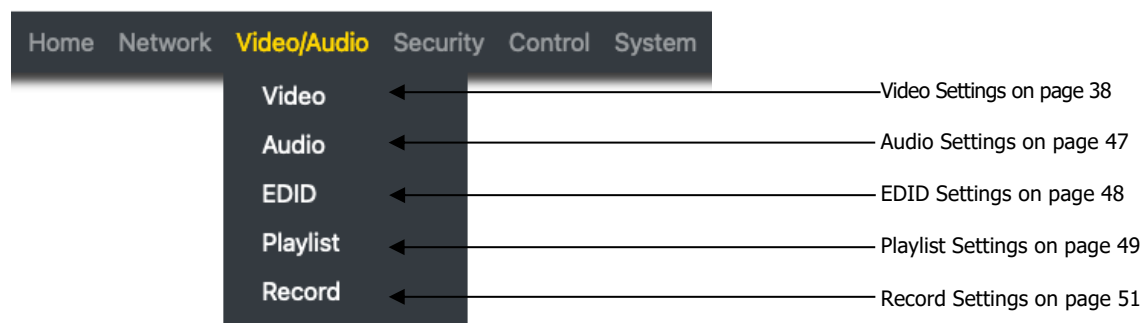 Home Network Video/Audio Security Control System
Video Video Settings on page 38
Audio Audio Settings on page 47
EDID EDID Settings on page 48
Playlist Playlist Settings on page 49
Record Record Settings on page 51